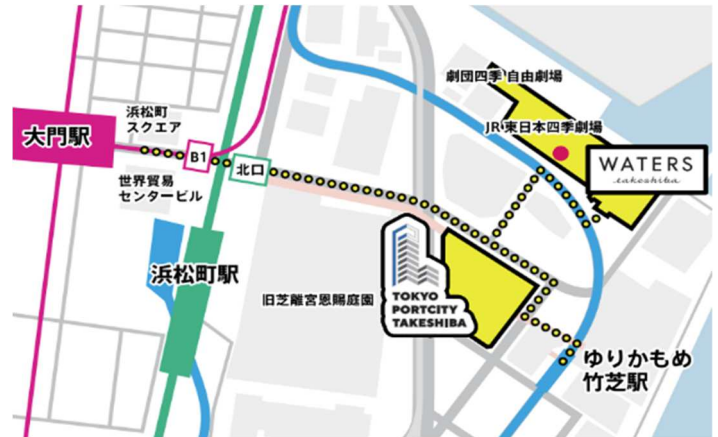 劇団四季 自由劇場
JR東日本四季劇場
WATERS
takeshiba
浜松町
スクエア
大門駅
B1
北口
世界貿易
センタービル
浜松町駅
旧芝離宮恩賜庭園
TOKYO
PORTCITY
TAKESHIBA
ゆりかもめ
竹芝駅